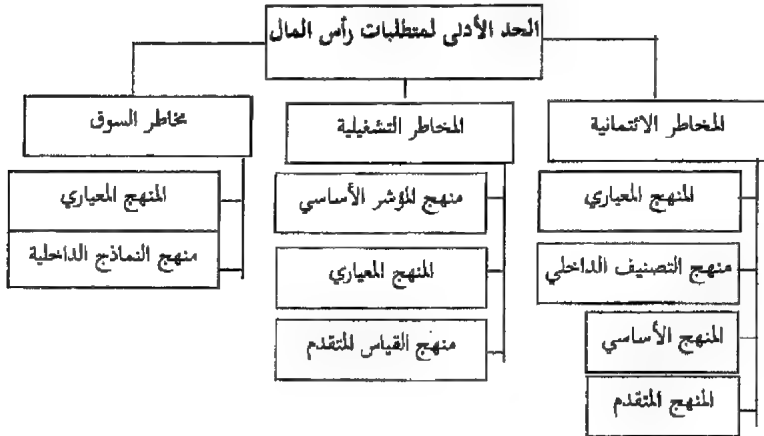 الحد الأدنى لمتطلبات رأس المال
المخاطر الائتمانية
المنهج المعياري
منهج التصنيف الداخلي
المنهج الأساسي
المنهج المتقدم
المخاطر التشغيلية
منهج المؤشر الأساسي
المنهج المعياري
منهج القياس المتقدم
مخاطر السوق
المنهج المعياري
منهج النماذج الداخلية